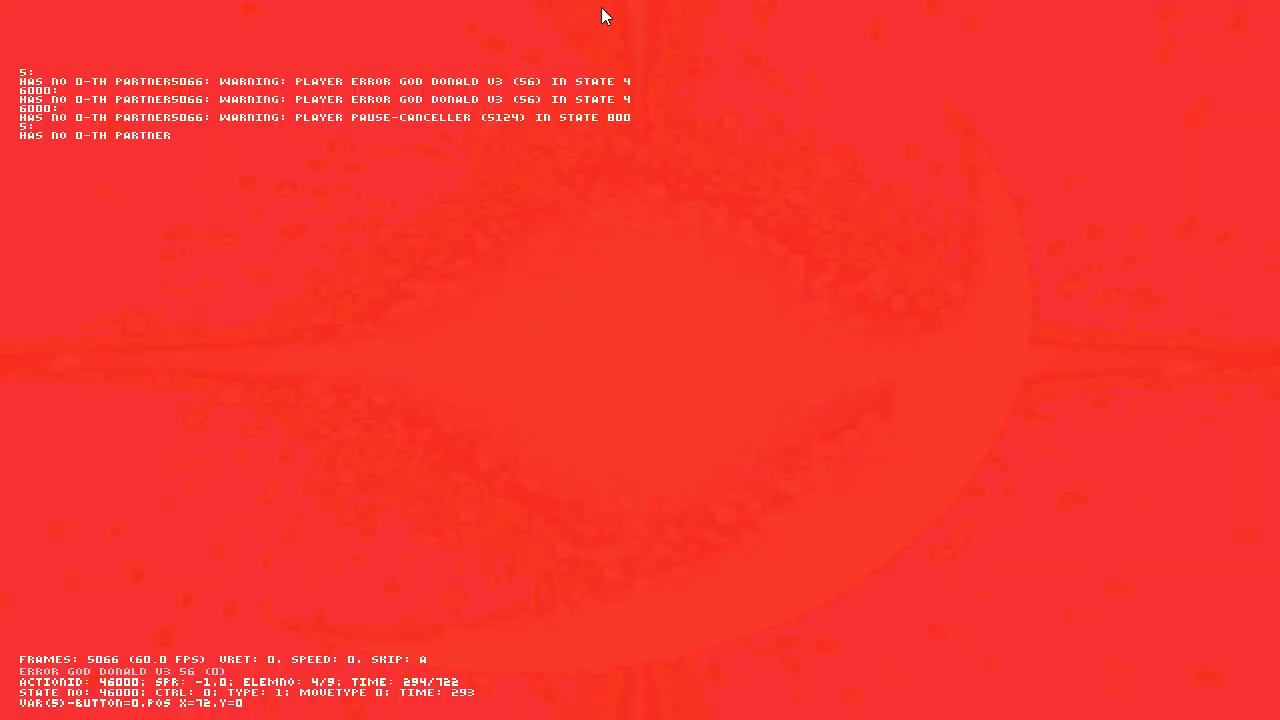 5:
HAS NO 0-TH PARTNER5066: WARNING: PLAYER ERROR GOD DONALD V3 (56) IN STATE 4
6000:
HAS NO 0-TH PARTNER5066: WARNING: PLAYER ERROR GOD DONALD V3 (56) IN STATE 4
6000:
HAS NO 0-TH PARTNER5066: WARNING: PLAYER PAUSE-CANCELLER (5124) IN STATE 800
5:
HAS NO 0-TH PARTNER
FRAMES: 5066 (60.0 FPS) VRET: 0. SPEED: 0. SKIP: A
ERROR GOD DONALD V3 56 (0)
ACTIONID: 46000; SPR: -1,0; ELEMNO: 4/9; TIME: 294/722
STATE NO: 46000; CTRL: 0; TYPE: 1; MOVETYPE 0; TIME: 293
VAR(5)-BUTTON=0,POS X=72,Y=0